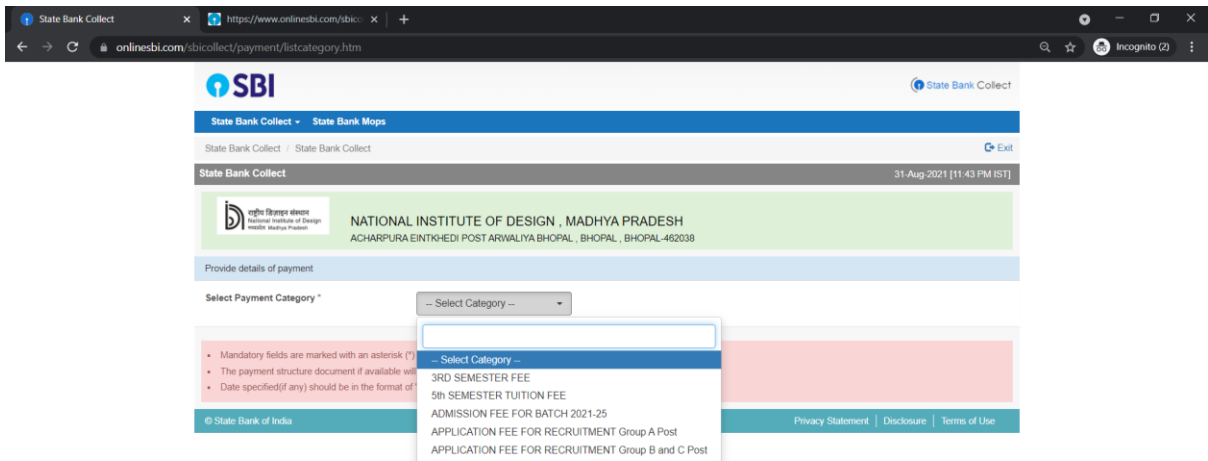 State Bank Collect
https://www.onlinesbi.com/sbico
onlinesbi.com/sbicollect/payment/listcategory.htm
Incognito (2)
SBI
State Bank Collect
State Bank Collect
State Bank Mops
State Bank Collect / State Bank Collect
Exit
State Bank Collect
31-Aug-2021 [11:43 PM IST]
राष्ट्रीय डिज़ाइन संस्थान
National Institute of Design
मध्यप्रदेश Madhya Pradesh
NATIONAL INSTITUTE OF DESIGN , MADHYA PRADESH
ACHARPURA EINTKHEDI POST ARWALIYA BHOPAL , BHOPAL , BHOPAL-462038
Provide details of payment
Select Payment Category *
-- Select Category --
-- Select Category --
3RD SEMESTER FEE
5th SEMESTER TUITION FEE
ADMISSION FEE FOR BATCH 2021-25
APPLICATION FEE FOR RECRUITMENT Group A Post
APPLICATION FEE FOR RECRUITMENT Group B and C Post
Mandatory fields are marked with an asterisk (*)
The payment structure document if available will
Date specified(if any) should be in the format of '
© State Bank of India
Privacy Statement | Disclosure | Terms of Use